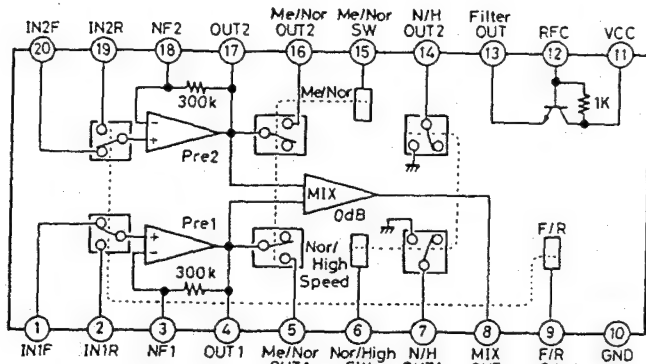 IN2F IN2R NF2 OUT2 Me/Nor OUT2 Me/Nor SW N/H OUT2 Filter OUT RFC VCC
20 19 18 17 16 15 14 13 12 11
300k
Me/Nor
1K
Pre2
MIX
0dB
Pre1
Nor/High Speed
F/R
300k
1 2 3 4 5 6 7 8 9 10
IN1F IN1R NF1 OUT1 Me/Nor Nor/High N/H MIX F/R GND